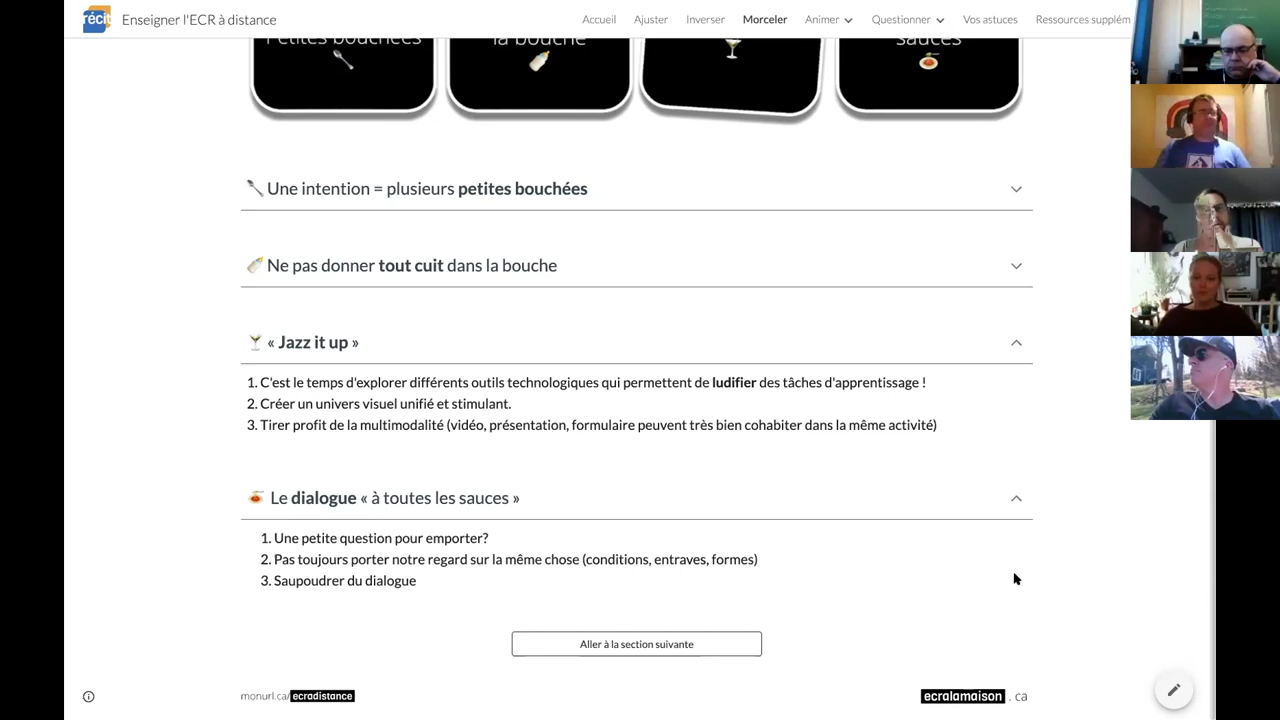 récit
Enseigner l'ECR à distance
Accueil
Ajuster
Inverser
Morceler
Animer
Questionner
Vos astuces
Ressources supplém
Petites bouchées
la bouche
sauces
Une intention = plusieurs petites bouchées
Ne pas donner tout cuit dans la bouche
« Jazz it up »
1. C'est le temps d'explorer différents outils technologiques qui permettent de ludifier des tâches d'apprentissage !
2. Créer un univers visuel unifié et stimulant.
3. Tirer profit de la multimodalité (vidéo, présentation, formulaire peuvent très bien cohabiter dans la même activité)
Le dialogue « à toutes les sauces »
1. Une petite question pour emporter?
2. Pas toujours porter notre regard sur la même chose (conditions, entraves, formes)
3. Saupoudrer du dialogue
Aller à la section suivante
monurl.ca/ecradistance
ecralamaison . ca